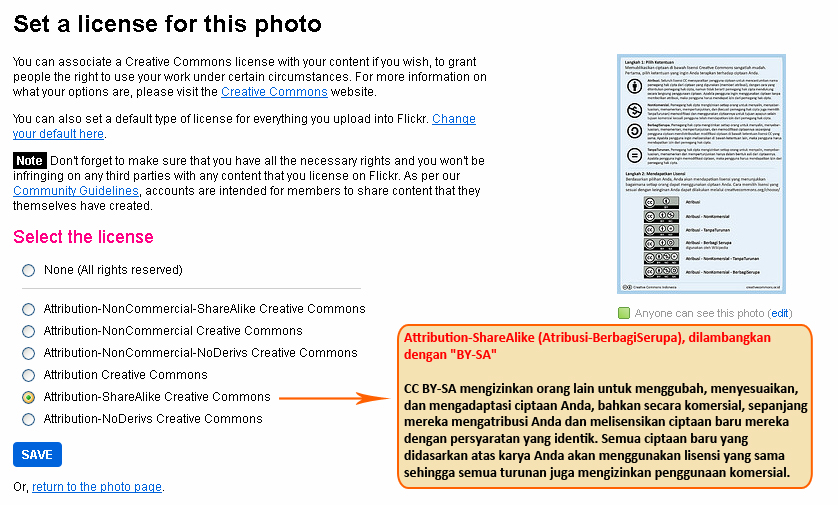 Set a license for this photo
You can associate a Creative Commons license with your content if you wish, to grant
people the right to use your work under certain circumstances. For more information on
what your options are, please visit the Creative Commons website.
You can also set a default type of license for everything you upload into Flickr. Change
your default here.
Note Don't forget to make sure that you have all the necessary rights and you won't be
infringing on any third parties with any content that you license on Flickr. As per our
Community Guidelines, accounts are intended for members to share content that they
themselves have created.
Select the license
None (All rights reserved)
Attribution-NonCommercial-ShareAlike Creative Commons
Attribution-NonCommercial Creative Commons
Attribution-NonCommercial-NoDerivs Creative Commons
Attribution Creative Commons
Attribution-ShareAlike Creative Commons
Attribution-NoDerivs Creative Commons
SAVE
Or, return to the photo page.
Langkah 1: Pilih Ketentuan
Langkah 2: Mendapatkan Lisensi
Atribusi
Atribusi - NonKomersial
Atribusi - TanpaTurunan
Atribusi - Berbagi Serupa
digunakan oleh Wikipedia
Atribusi - NonKomersial - TanpaTurunan
Atribusi - NonKomersial - BerbagiSerupa
Creative Commons Indonesia
creativecommons.or.id
Anyone can see this photo (edit)
Attribution-ShareAlike (Atribusi-BerbagiSerupa), dilambangkan
dengan "BY-SA"
CC BY-SA mengizinkan orang lain untuk menggubah, menyesuaikan,
dan mengadaptasi ciptaan Anda, bahkan secara komersial, sepanjang
mereka mengatribusi Anda dan melisensikan ciptaan baru mereka
dengan persyaratan yang identik. Semua ciptaan baru yang
didasarkan atas karya Anda akan menggunakan lisensi yang sama
sehingga semua turunan juga mengizinkan penggunaan komersial.